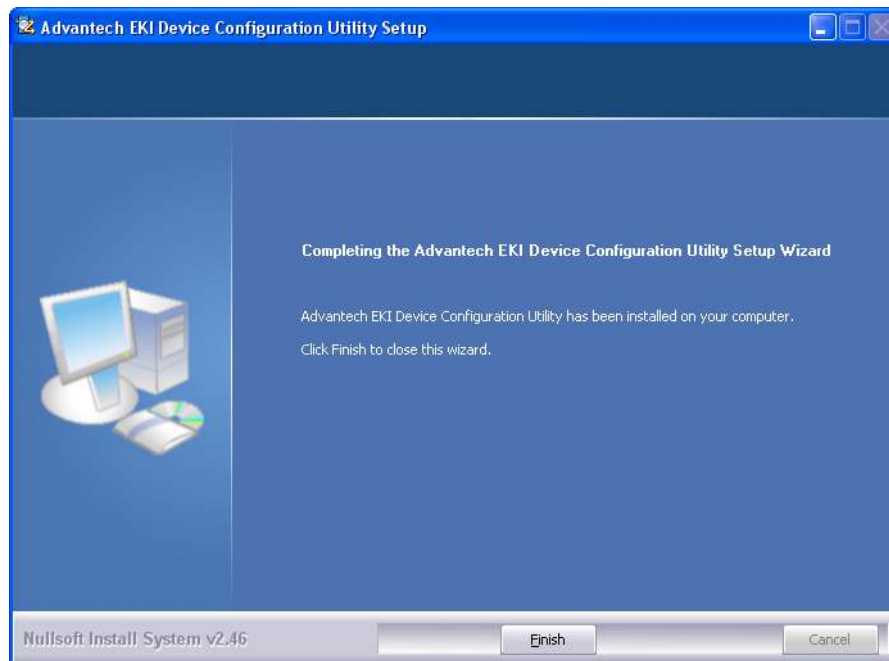 Advantech EKI Device Configuration Utility Setup
Completing the Advantech EKI Device Configuration Utility Setup Wizard
Advantech EKI Device Configuration Utility has been installed on your computer.
Click Finish to close this wizard.
Nullsoft Install System v2.46
Finish
Cancel